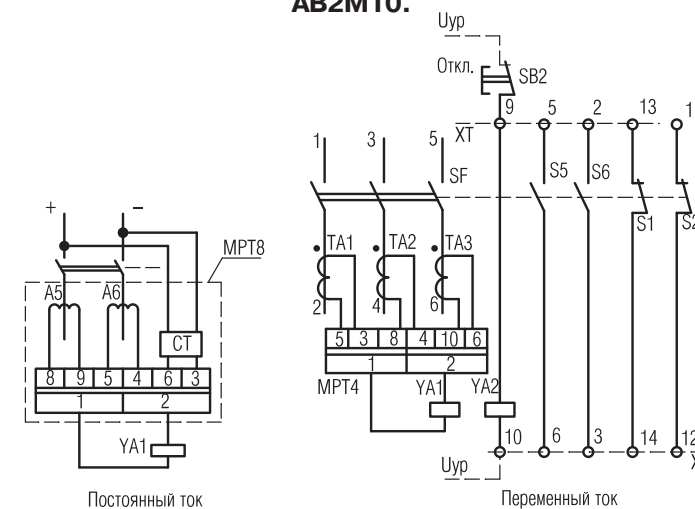 АВ2М10.
Uур
Откл.
SB2
9 5 2 13 1
XT
1 3 5
SF
S5 S6
S1 S2
+ –
МРТ8
TA1 TA2 TA3
A5 A6
2 4 6
CT
5 3 8 4 10 6
1 2
8 9 5 4 6 3
1 2
МРТ4 YA1 YA2
YA1
10 6 3 14 12
Uур
Постоянный ток
Переменный ток